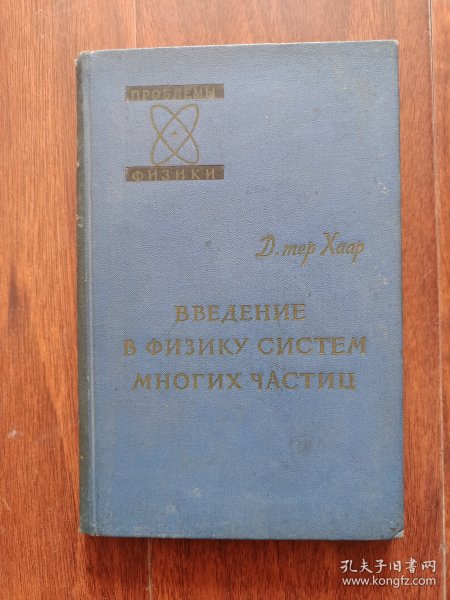 ПРОБЛЕМЫ
ФИЗИКИ
Д. тер Хаар
ВВЕДЕНИЕ
В ФИЗИКУ СИСТЕМ
МНОГИХ ЧАСТИЦ
孔夫子旧书网
www.kongfz.com